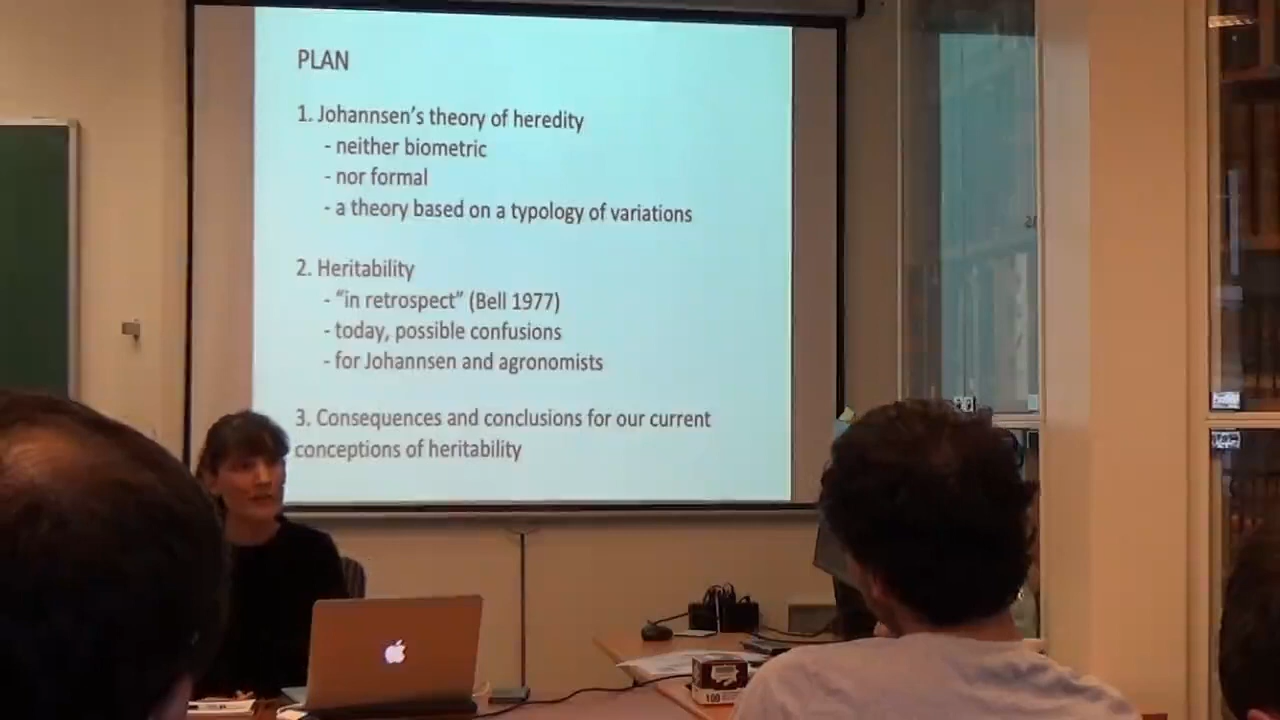 PLAN
1. Johannsen's theory of heredity
- neither biometric
- nor formal
- a theory based on a typology of variations
2. Heritability
- "in retrospect" (Bell 1977)
- today, possible confusions
- for Johannsen and agronomists
3. Consequences and conclusions for our current
conceptions of heritability
100